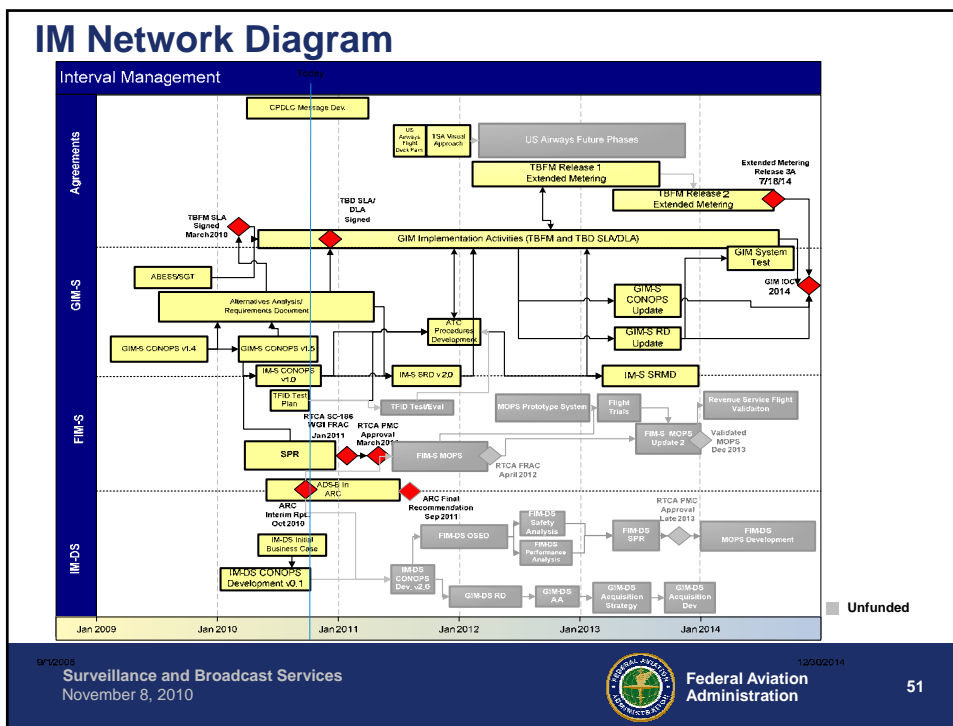 IM Network Diagram
Interval Management
Today
Agreements
CPDLC Message Dev.
US
Airways
Flight
TSA Visual
Approach
US Airways Future Phases
TBFM Release 1
Extended Metering
Extended Metering
Release 3A
7/18/14
TBFM Release 2
Extended Metering
TBFM SLA
Signed
March 2010
TBD SLA/
DLA
Signed
GIM Implementation Activities (TBFM and TBD SLA/DLA)
GIM-S
GIM System
Test
ABESS/SGT
GIM IOC
2014
Alternatives Analysis/
Requirements Document
GIM-S
CONOPS
Update
ATC
Procedures
Development
GIM-S RD
Update
GIM-S CONOPS v1.4
GIM-S CONOPS v1.5
IM-S CONOPS
v1.0
IM-S SRD v2.0
IM-S SRMD
FIM-S
TFID Test
Plan
TFID Test/Eval
MOPS Prototype System
Flight
Trials
Revenue Service Flight
Validaiton
RTCA SC-186
WG1 FRAC
Jan2011
RTCA PMC
Approval
SPR
FIM-S MOPS
FIM-S MOPS
Update 2
Validated
MOPS
Dec 2013
RTCA FRAC
April 2012
ADS-B In
ARC
ARC
Interim Rpt.
Oct 2010
ARC Final
Recommendation
Sep 2011
IM-DS
RTCA PMC
Approval
Late 2013
IM-DS Initial
Business Case
FIM-DS OSED
FIM-DS
Safety
Analysis
FIM-DS
Performance
Analysis
FIM-DS
SPR
FIM-DS
MOPS Development
IM-DS CONOPS
Development v0.1
IM-DS
CONOPS
Dev. v2.0
GIM-DS RD
GIM-DS
AA
GIM-DS
Acquisition
Strategy
GIM-DS
Acquisition
Dev
Unfunded
Jan 2009
Jan 2010
Jan 2011
Jan 2012
Jan 2013
Jan 2014
9/1/2008
12/30/2014
Surveillance and Broadcast Services
November 8, 2010
FEDERAL AVIATION
ADMINISTRATION
Federal Aviation
Administration
51